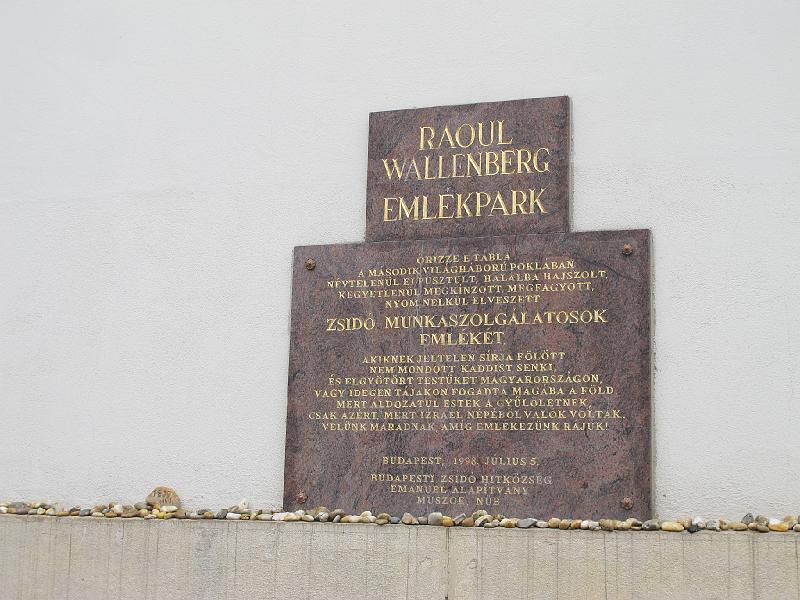 RAOUL
WALLENBERG
EMLÉKPARK
ŐRIZZE E TÁBLA
A MÁSODIK VILÁGHÁBORÚ POKLÁBAN
NÉVTELENÜL ELPUSZTULT, HALÁLBA HAJSZOLT,
KEGYETLENÜL MEGKÍNZOTT, MEGFAGYOTT,
NYOM NÉLKÜL ELVESZETT
ZSIDÓ MUNKASZOLGÁLATOSOK
EMLÉKÉT,
AKIKNEK JELTELEN SÍRJA FÖLÖTT
NEM MONDOTT KADDIST SENKI,
ÉS ELGYÖTÖRT TESTÜKET MAGYARORSZÁGON,
VAGY IDEGEN TÁJAKON FOGADTA MAGÁBA A FÖLD
MERT ÁLDOZATUL ESTEK A GYŰLÖLETNEK,
CSAK AZÉRT, MERT IZRAEL NÉPÉBŐL VALÓK VOLTAK.
VELÜNK MARADNAK, AMÍG EMLÉKEZÜNK RÁJUK!
BUDAPEST, 1998. JÚLIUS 5.
BUDAPESTI ZSIDÓ HITKÖZSÉG
EMANUEL ALAPÍTVÁNY
MUSZOE NÜB